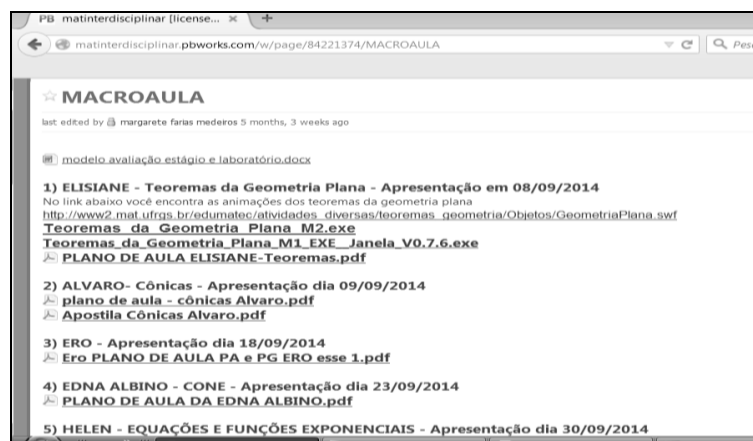 PB matinterdisciplinar [license... × +
matinterdisciplinar.pbworks.com/w/page/84221374/MACROAULA Pes
MACROAULA
last edited by margarete farias medeiros 5 months, 3 weeks ago
modelo avaliação estágio e laboratório.docx
1) ELISIANE - Teoremas da Geometria Plana - Apresentação em 08/09/2014
No link abaixo você encontra as animações dos teoremas da geometria plana
http://www2.mat.ufrgs.br/edumatec/atividades_diversas/teoremas_geometria/Objetos/GeometriaPlana.swf
Teoremas_da_Geometria_Plana_M2.exe
Teoremas_da_Geometria_Plana_M1_EXE__Janela_V0.7.6.exe
PLANO DE AULA ELISIANE-Teoremas.pdf
2) ALVARO- Cônicas - Apresentação dia 09/09/2014
plano de aula - cônicas Alvaro.pdf
Apostila Cônicas Alvaro.pdf
3) ERO - Apresentação dia 18/09/2014
Ero PLANO DE AULA PA e PG ERO esse 1.pdf
4) EDNA ALBINO - CONE - Apresentação dia 23/09/2014
PLANO DE AULA DA EDNA ALBINO.pdf
5) HELEN - EQUAÇÕES E FUNÇÕES EXPONENCIAIS - Apresentação dia 30/09/2014